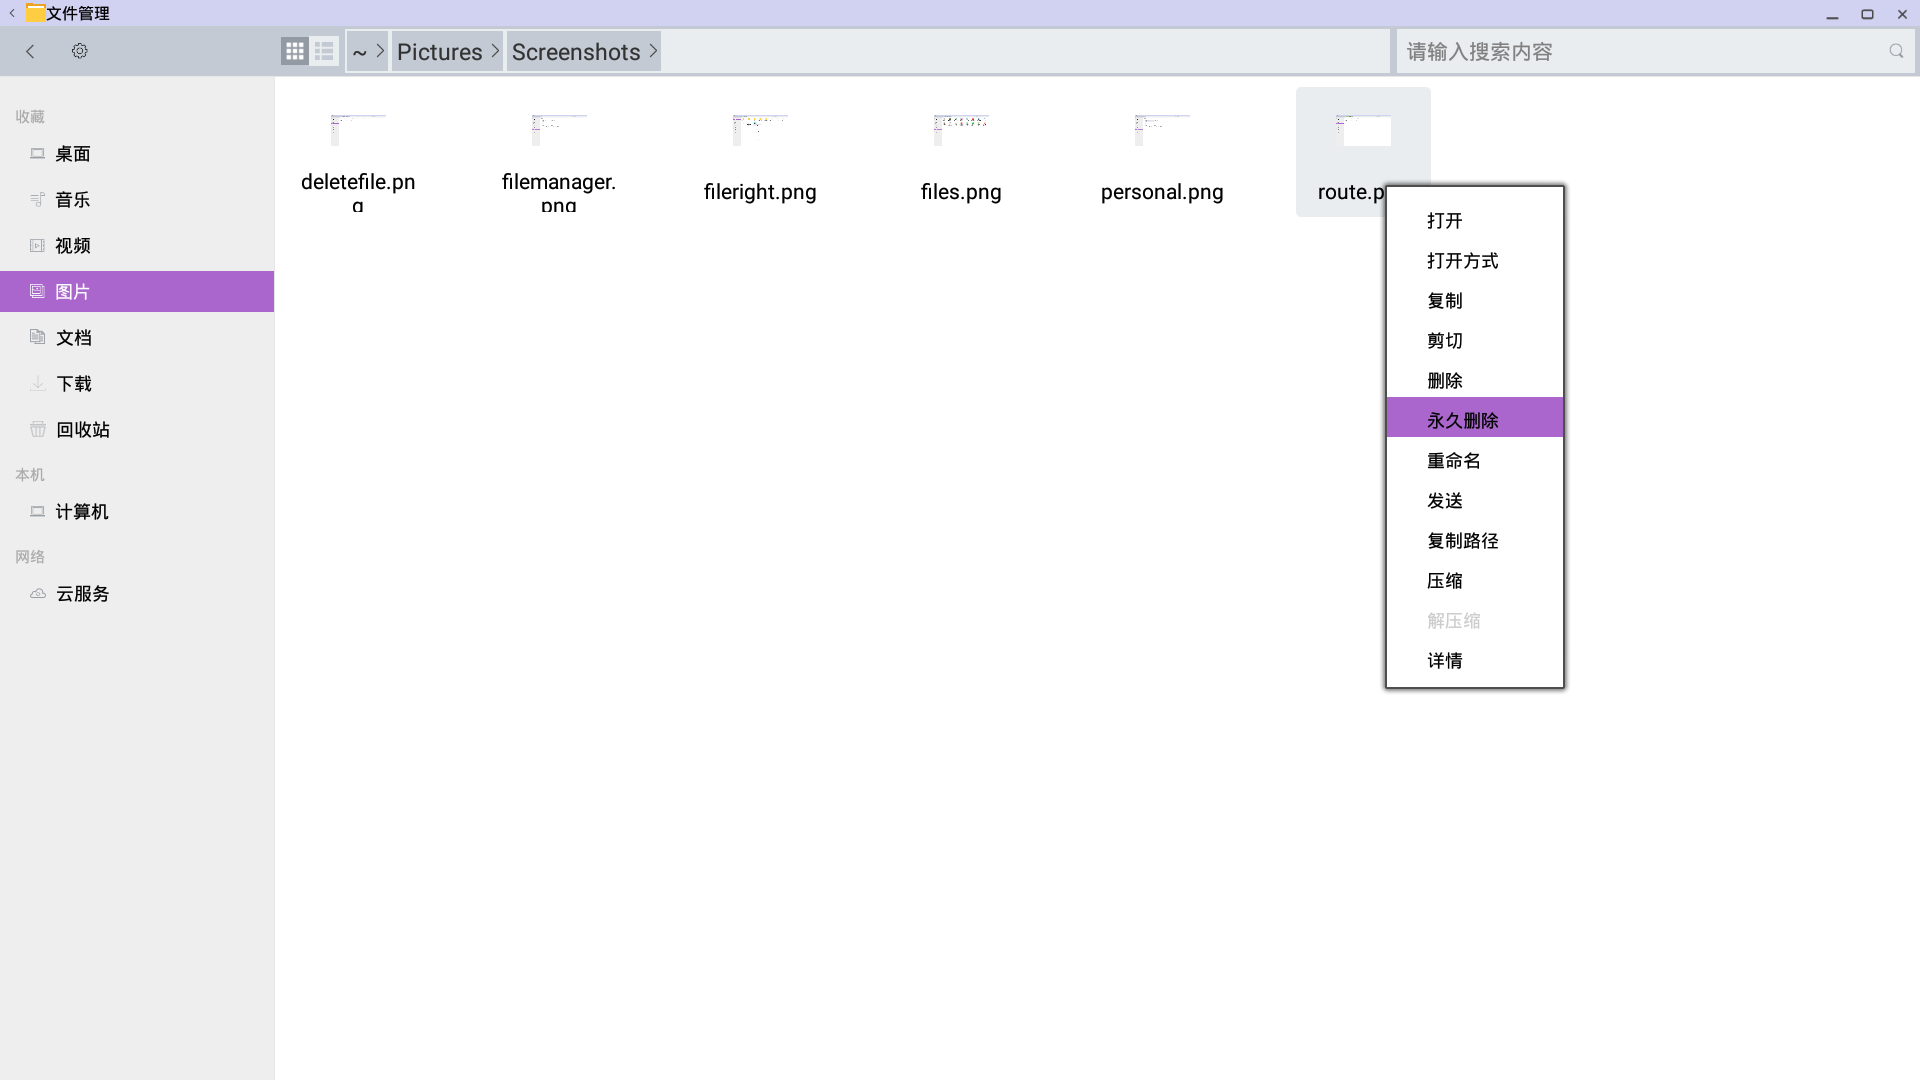 文件管理
~
Pictures
Screenshots
请输入搜索内容
收藏
桌面
音乐
视频
图片
文档
下载
回收站
本机
计算机
网络
云服务
deletefile.pn
g
filemanager.
png
fileright.png
files.png
personal.png
route.p
打开
打开方式
复制
剪切
删除
永久删除
重命名
发送
复制路径
压缩
解压缩
详情